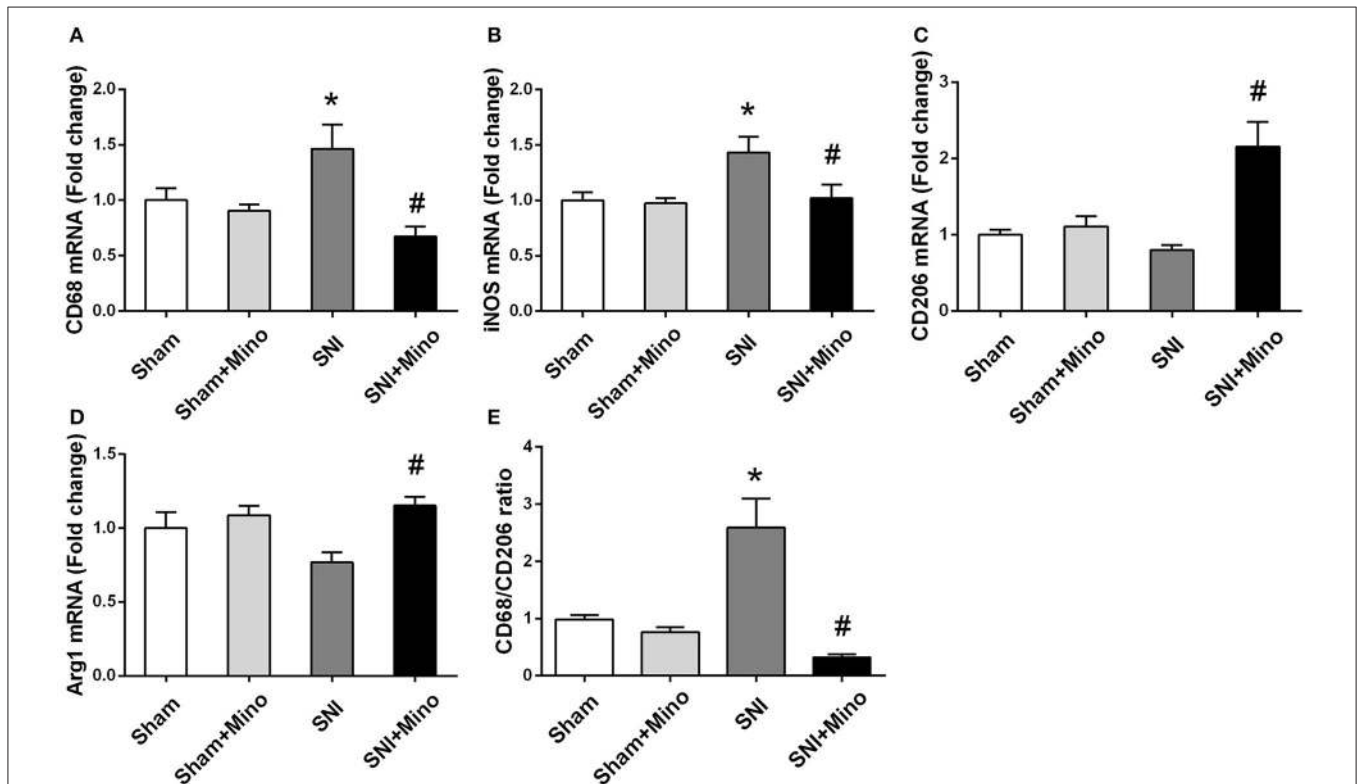 A
CD68 mRNA (Fold change)
2.0
1.5
1.0
0.5
0.0
*
#
Sham
Sham+Mino
SNI
SNI+Mino
B
iNOS mRNA (Fold change)
2.0
1.5
1.0
0.5
0.0
*
#
Sham
Sham+Mino
SNI
SNI+Mino
C
CD206 mRNA (Fold change)
3
2
1
0
#
Sham
Sham+Mino
SNI
SNI+Mino
D
Arg1 mRNA (Fold change)
1.5
1.0
0.5
0.0
#
Sham
Sham+Mino
SNI
SNI+Mino
E
CD68/CD206 ratio
4
3
2
1
0
*
#
Sham
Sham+Mino
SNI
SNI+Mino